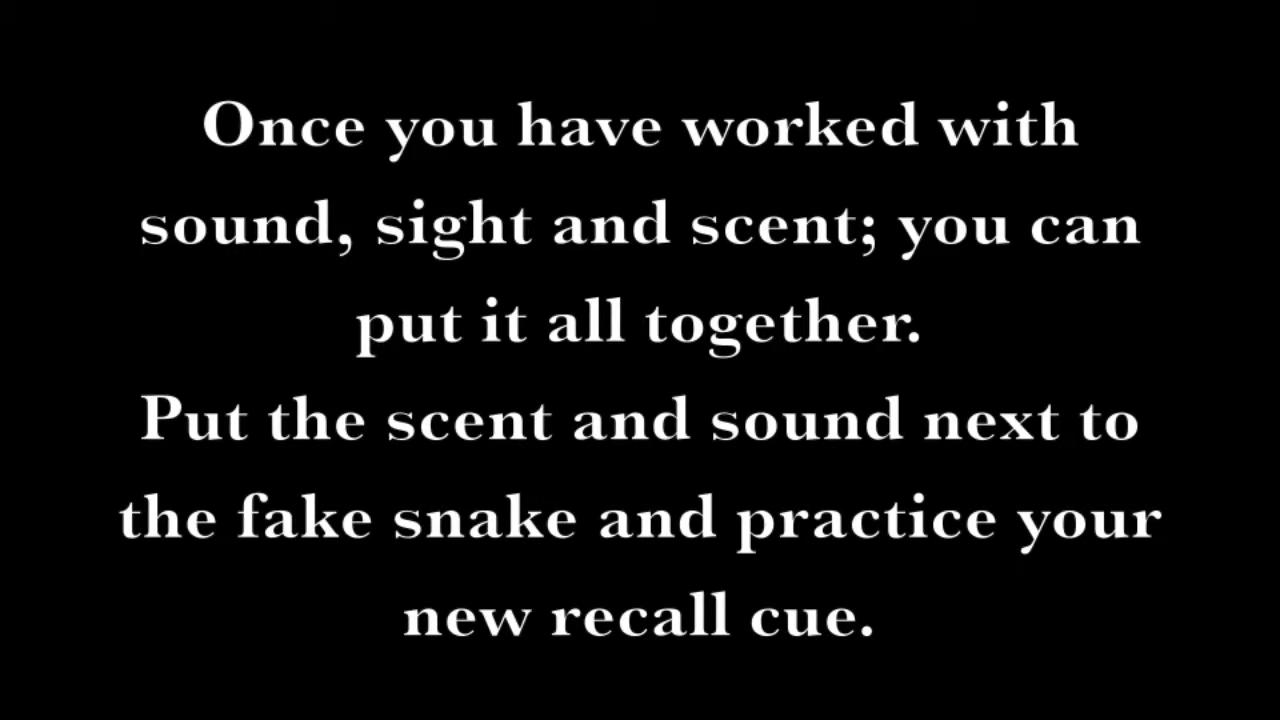 Once you have worked with
sound, sight and scent; you can
put it all together.
Put the scent and sound next to
the fake snake and practice your
new recall cue.